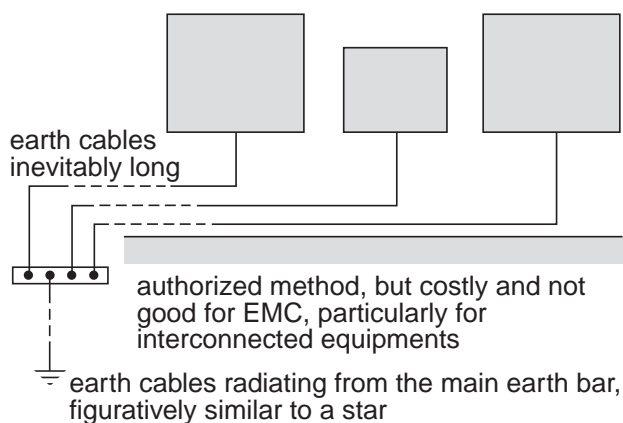 earth cables
inevitably long
authorized method, but costly and not
good for EMC, particularly for
interconnected equipments
earth cables radiating from the main earth bar,
figuratively similar to a star